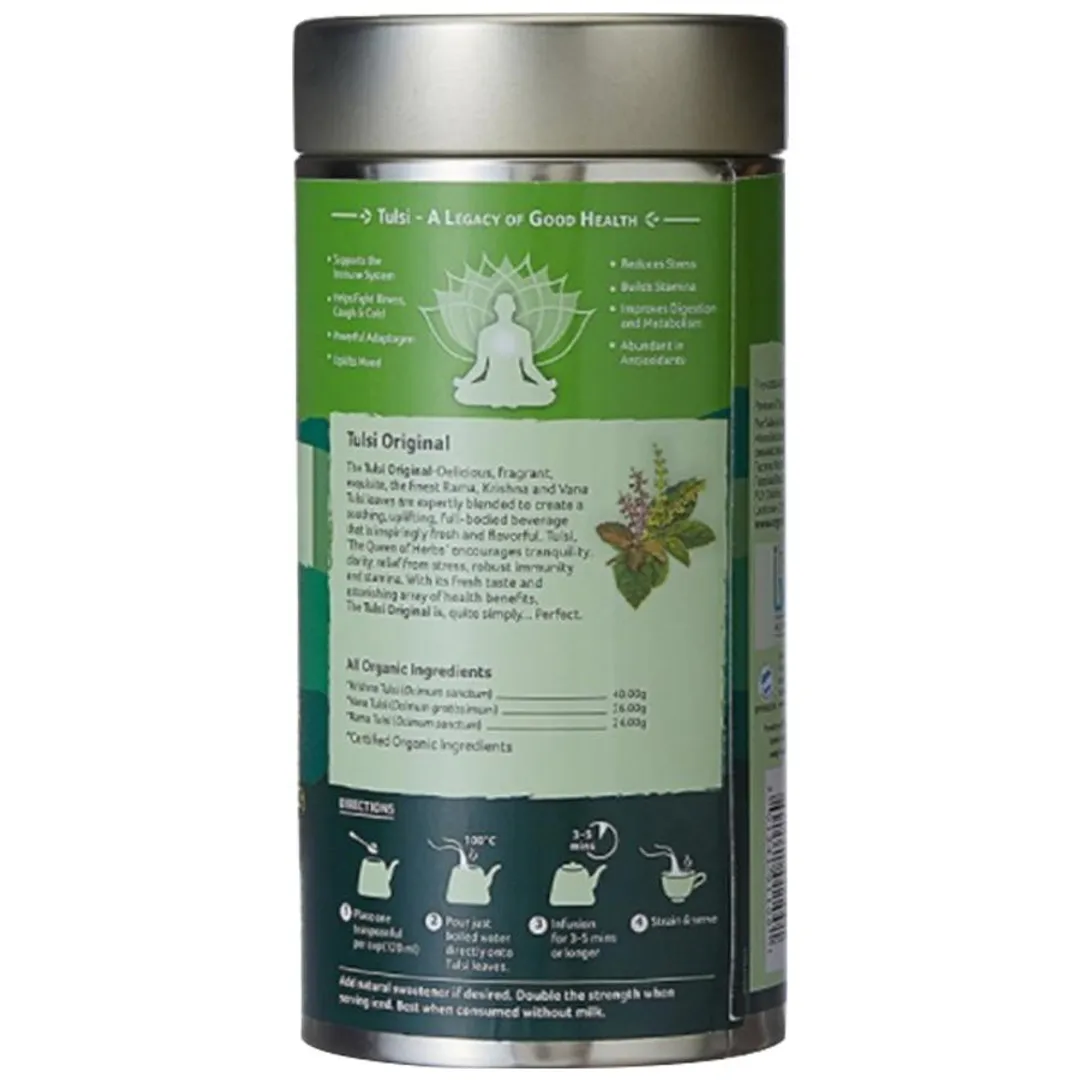 Tulsi - A Legacy of Good Health
• Supports the
Immune System
• Helps Fight Illness,
Cough & Cold
• Powerful Adaptogen
• Uplifts Mood
• Reduces Stress
• Builds Stamina
• Improves Digestion
and Metabolism
• Abundant in
Antioxidants
Tulsi Original
The Tulsi Original-Delicious, fragrant,
exquisite, the finest Rama, Krishna and Vana
Tulsi leaves are expertly blended to create a
soothing, uplifting, full-bodied beverage
that is inspiringly fresh and flavorful. Tulsi,
'The Queen of Herbs' encourages tranquility,
clarity, relief from stress, robust immunity
and stamina. With its fresh taste and
astonishing array of health benefits,
The Tulsi Original is, quite simply... Perfect.
All Organic Ingredients
*Krishna Tulsi (Ocimum sanctum) 40.00g
*Vana Tulsi (Ocimum gratissimum)
*Rama Tulsi (Ocimum sanctum)
*Certified Organic Ingredients
DIRECTIONS
100°C
3-5
mins
1 Place one
teaspoonful
per cup (120 ml)
2 Pour just
boiled water
directly onto
Tulsi leaves.
3 Infusion
for 3-5 mins
or longer
4 Strain & serve
Add natural sweetener if desired. Double the strength when
serving iced. Best when consumed without milk.